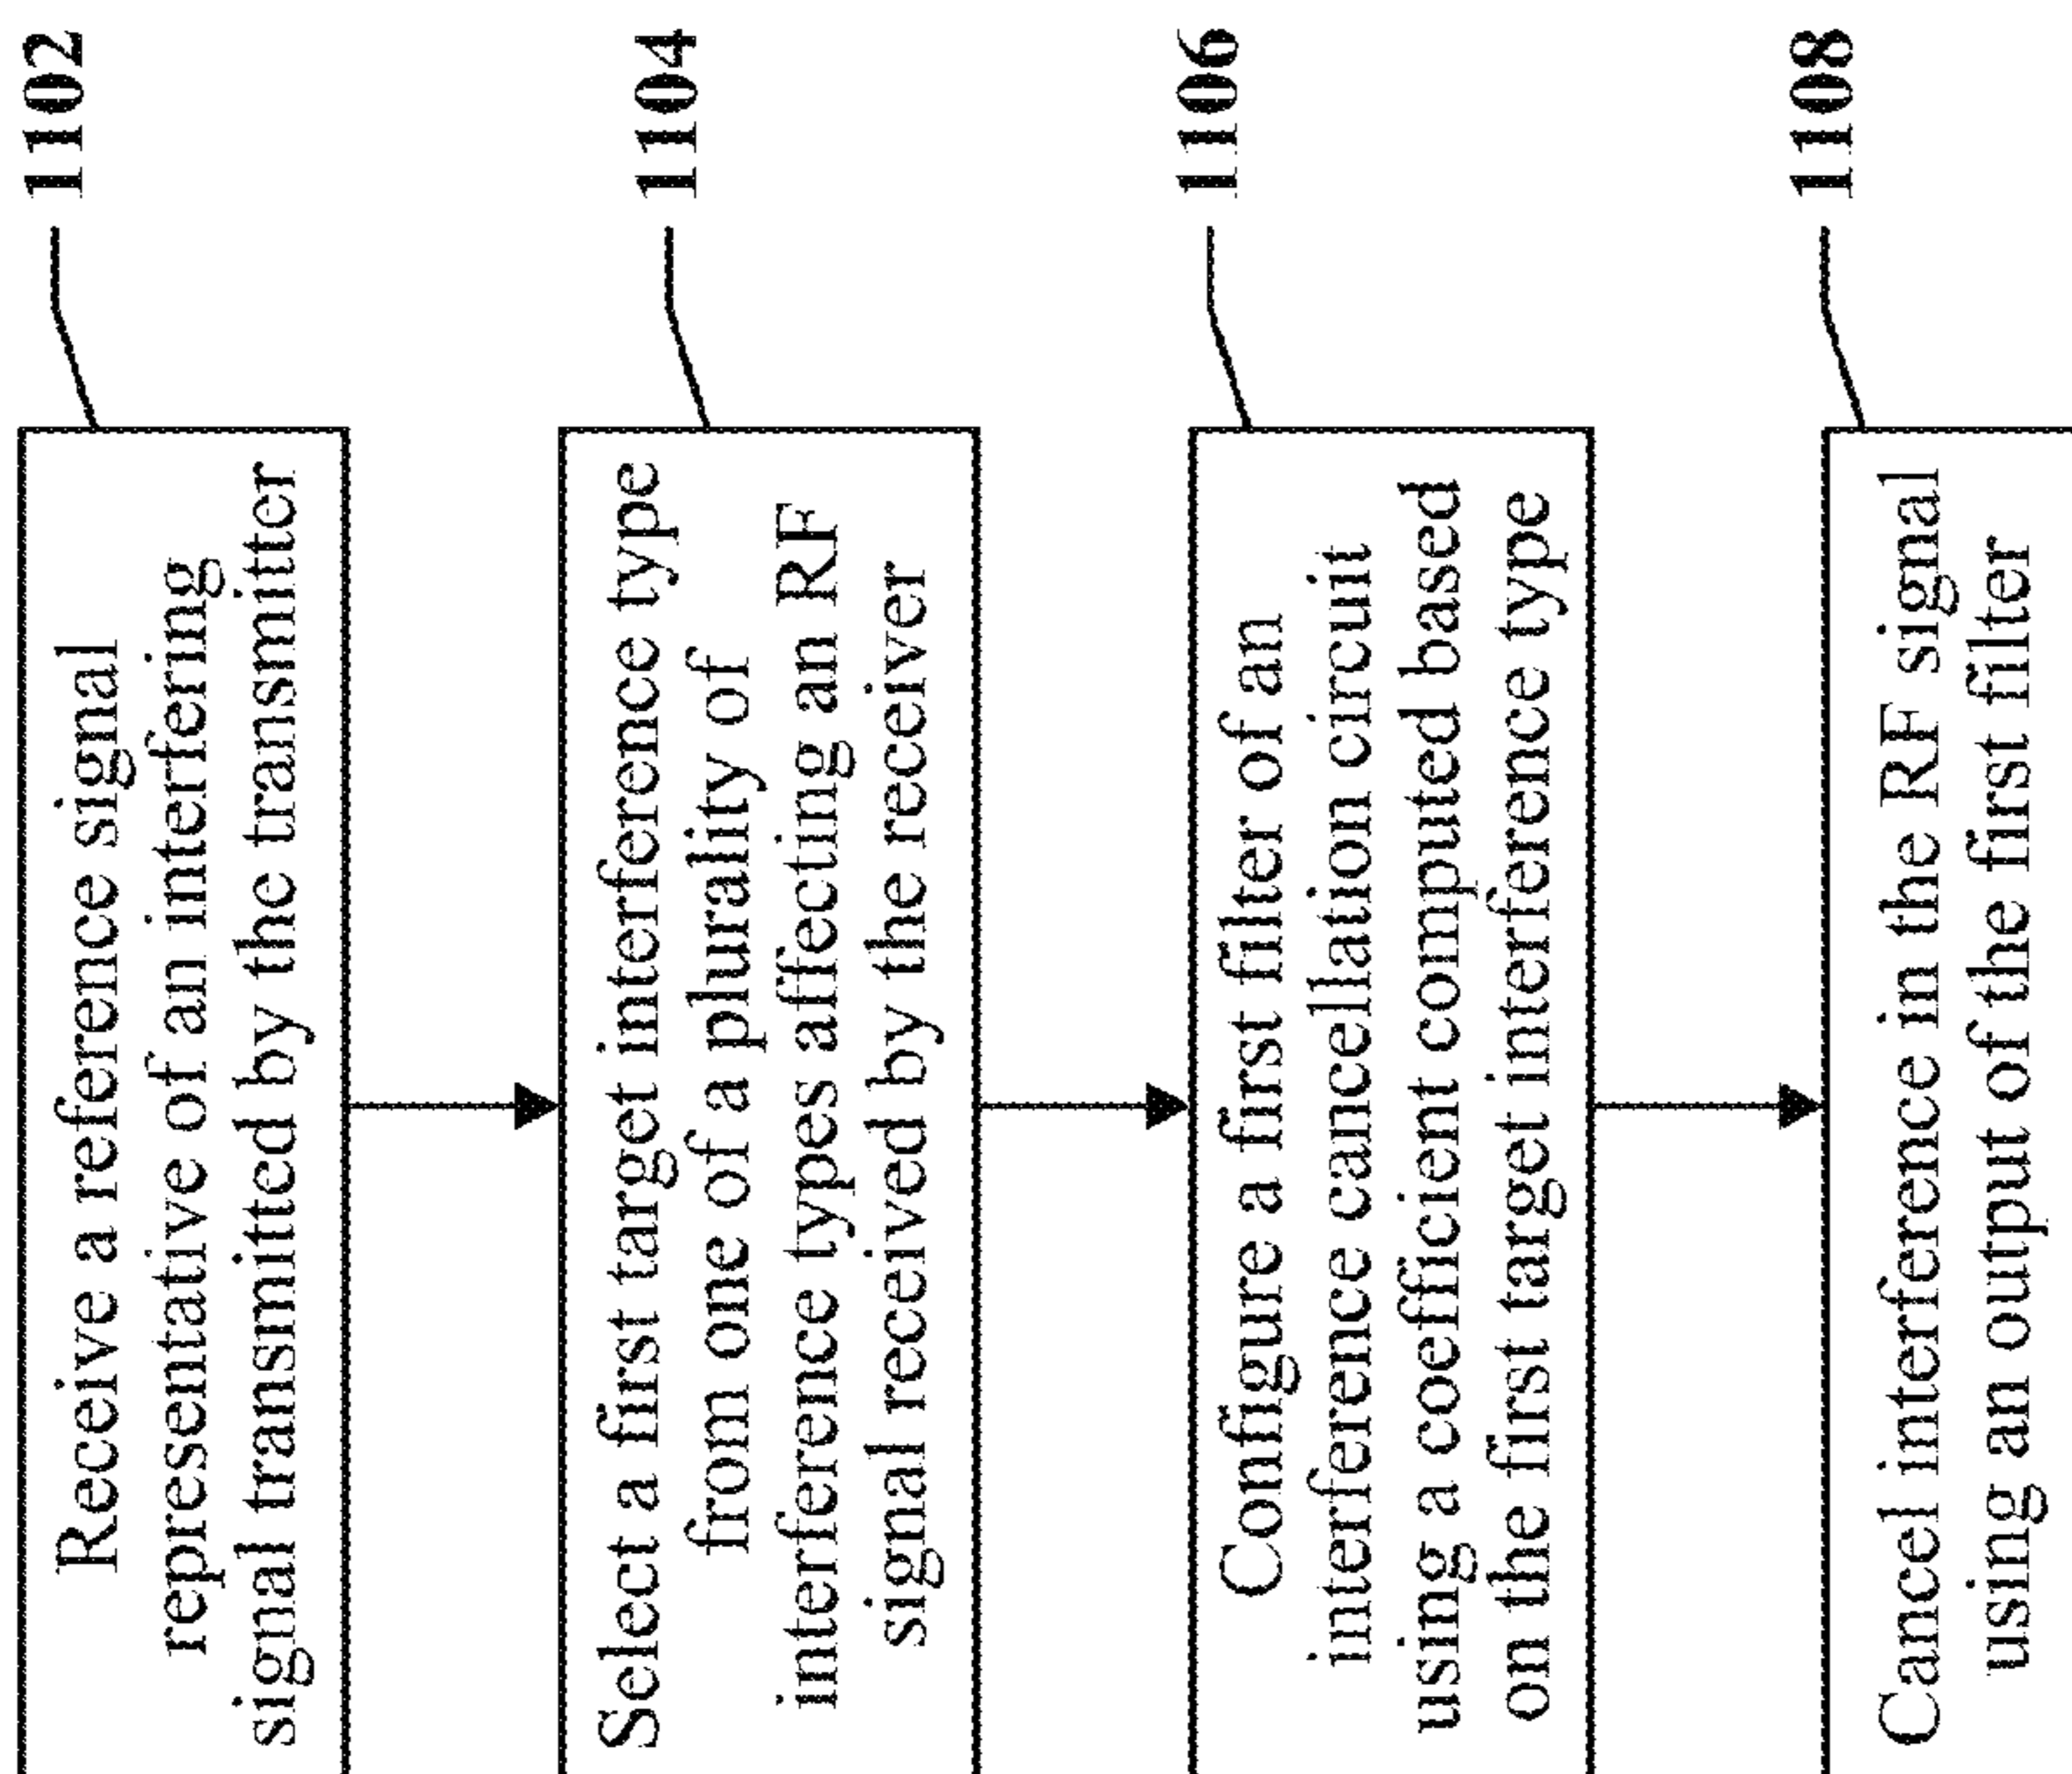 1102
Receive a reference signal
representative of an interfering
signal transmitted by the transmitter
1104
Select a first target interference type
from one of a plurality of
interference types affecting an RF
signal received by the receiver
1106
Configure a first filter of an
interference cancellation circuit
using a coefficient computed based
on the first target interference type
1108
Cancel interference in the RF signal
using an output of the first filter